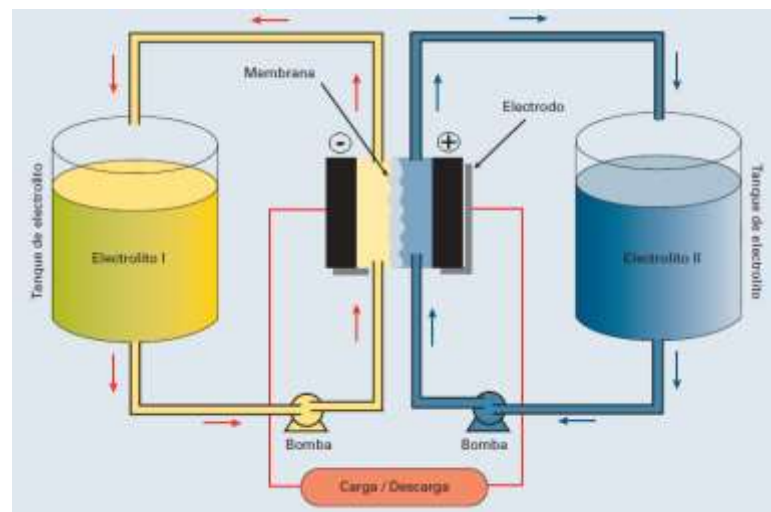 Membrana
Electrodo
-
+
Tanque de electrolito
Electrolito I
Electrolito II
Tanque de electrolito
Bomba
Bomba
Carga / Descarga